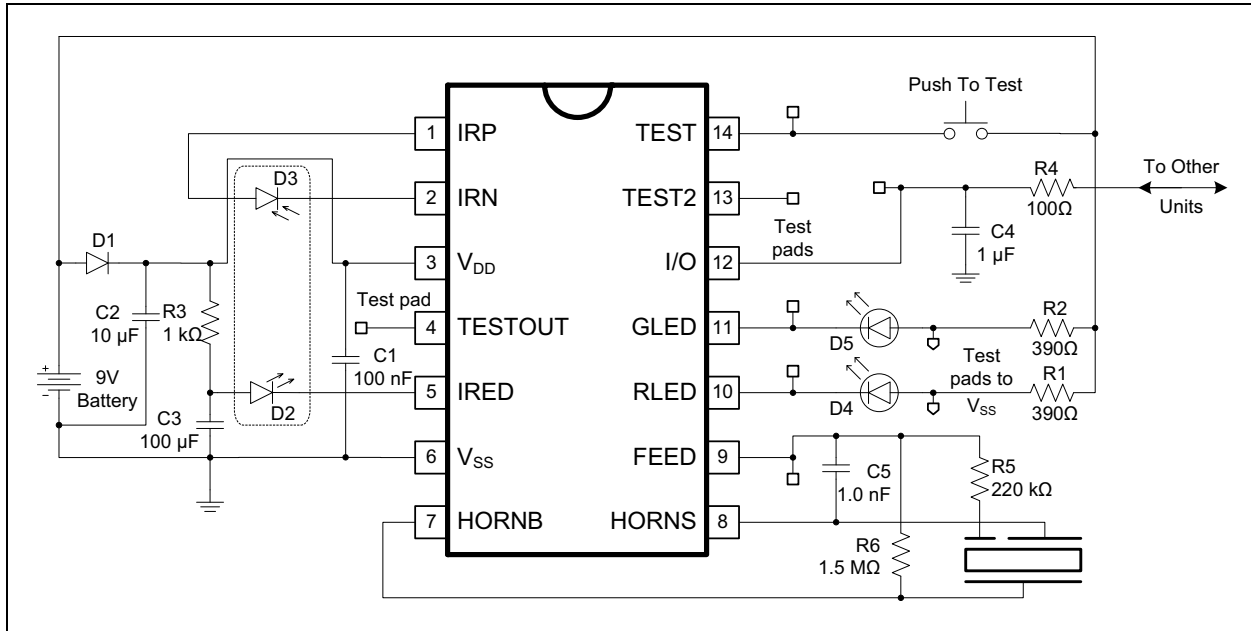 Push To Test
1 IRP TEST 14
D3
2 IRN TEST2 13
R4
100Ω
To Other
Units
D1
3 VDD I/O 12
Test
pads
C4
1 µF
C2
10 µF
R3
1 kΩ
Test pad
4 TESTOUT GLED 11
D5
R2
390Ω
+
-
9V
Battery
C1
100 nF
5 IRED RLED 10
D4
Test
pads to
VSS
R1
390Ω
D2
C3
100 µF
6 VSS FEED 9
C5
1.0 nF
R5
220 kΩ
7 HORNB HORNS 8
R6
1.5 MΩ